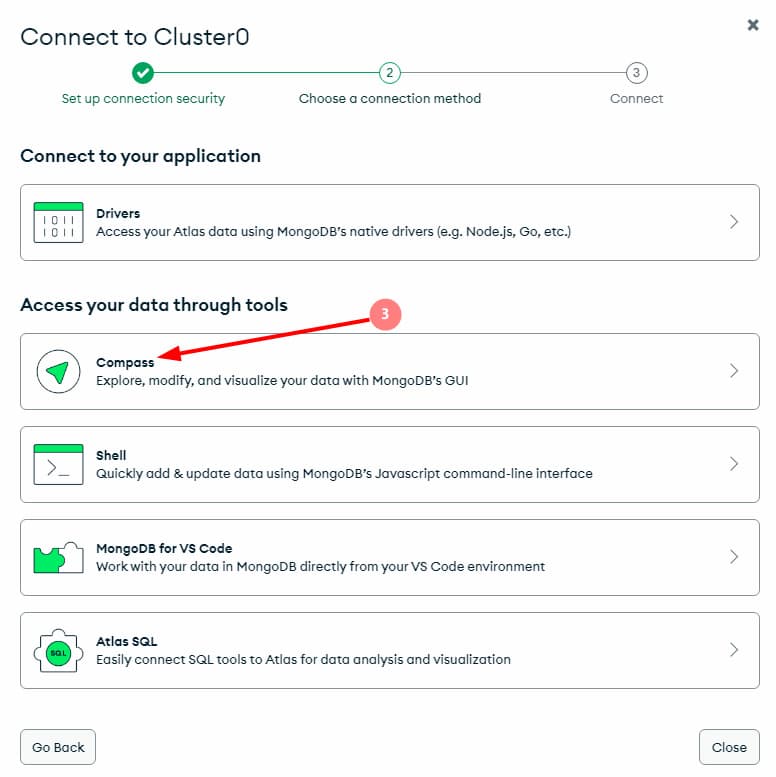 Connect to Cluster0
2
3
Set up connection security
Choose a connection method
Connect
Connect to your application
1011
1011
Drivers
Access your Atlas data using MongoDB's native drivers (e.g. Node.js, Go, etc.)
Access your data through tools
3
Compass
Explore, modify, and visualize your data with MongoDB's GUI
>_
Shell
Quickly add & update data using MongoDB's Javascript command-line interface
MongoDB for VS Code
Work with your data in MongoDB directly from your VS Code environment
SQL
Atlas SQL
Easily connect SQL tools to Atlas for data analysis and visualization
Go Back
Close